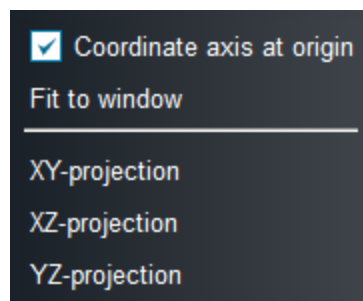 Coordinate axis at origin
Fit to window
XY-projection
XZ-projection
YZ-projection